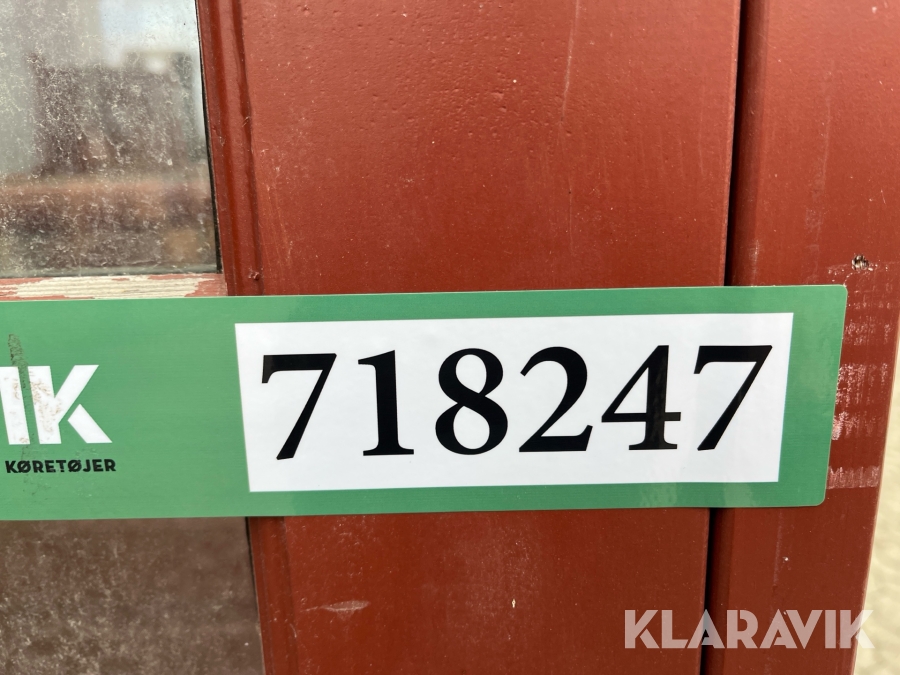 IK
KØRETØJER
718247
KLARAVIK